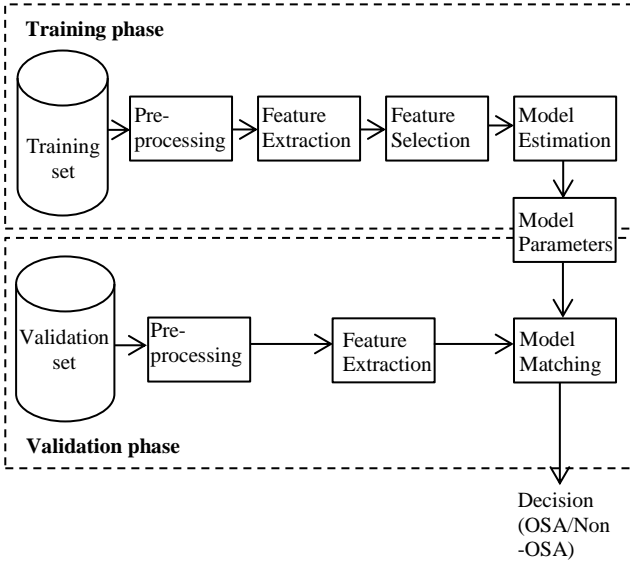 Training phase
Training
set
Pre-
processing
Feature
Extraction
Feature
Selection
Model
Estimation
Model
Parameters
Validation
set
Pre-
processing
Feature
Extraction
Model
Matching
Validation phase
Decision
(OSA/Non
-OSA)